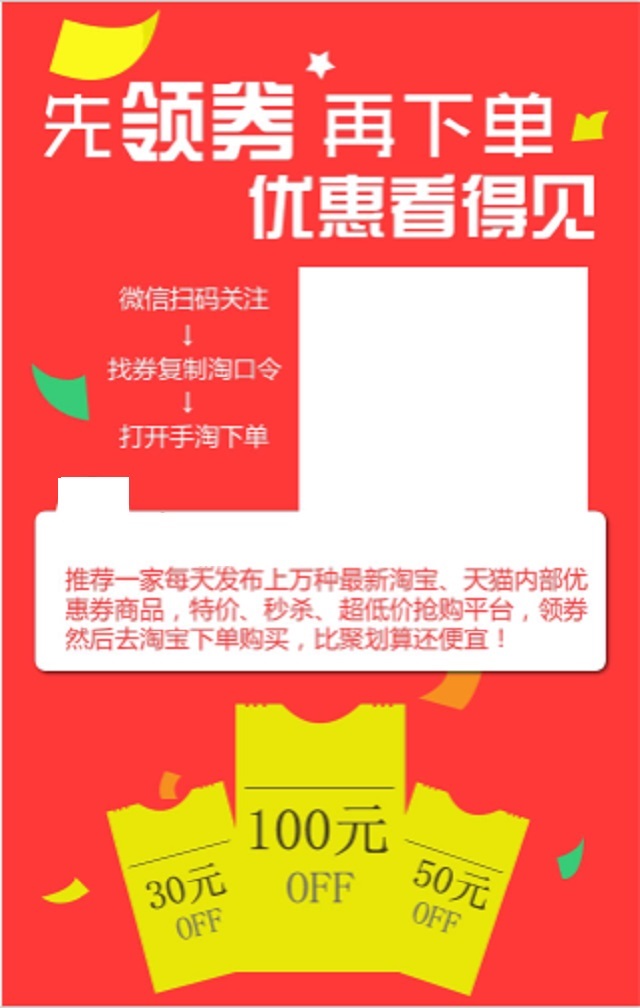 先领券 再下单
优惠看得见
微信扫码关注
↓
找券复制淘口令
↓
打开手淘下单
推荐一家每天发布上万种最新淘宝、天猫内部优
惠券商品，特价、秒杀、超低价抢购平台，领券
然后去淘宝下单购买，比聚划算还便宜！
100元
OFF
30元
OFF
50元
OFF